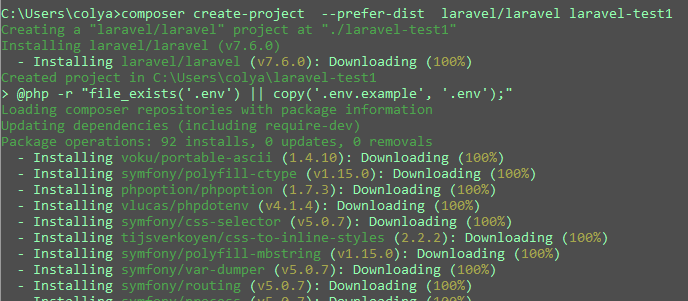 C:\Users\colya>composer create-project  --prefer-dist  laravel/laravel laravel-test1
Creating a "laravel/laravel" project at "./laravel-test1"
Installing laravel/laravel (v7.6.0)
  - Installing laravel/laravel (v7.6.0): Downloading (100%)
Created project in C:\Users\colya\laravel-test1
> @php -r "file_exists('.env') || copy('.env.example', '.env');"
Loading composer repositories with package information
Updating dependencies (including require-dev)
Package operations: 92 installs, 0 updates, 0 removals
  - Installing voku/portable-ascii (1.4.10): Downloading (100%)
  - Installing symfony/polyfill-ctype (v1.15.0): Downloading (100%)
  - Installing phpoption/phpoption (1.7.3): Downloading (100%)
  - Installing vlucas/phpdotenv (v4.1.4): Downloading (100%)
  - Installing symfony/css-selector (v5.0.7): Downloading (100%)
  - Installing tijsverkoyen/css-to-inline-styles (2.2.2): Downloading (100%)
  - Installing symfony/polyfill-mbstring (v1.15.0): Downloading (100%)
  - Installing symfony/var-dumper (v5.0.7): Downloading (100%)
  - Installing symfony/routing (v5.0.7): Downloading (100%)
  - Installing symfony/process (v5.0.7): Downloading (100%)